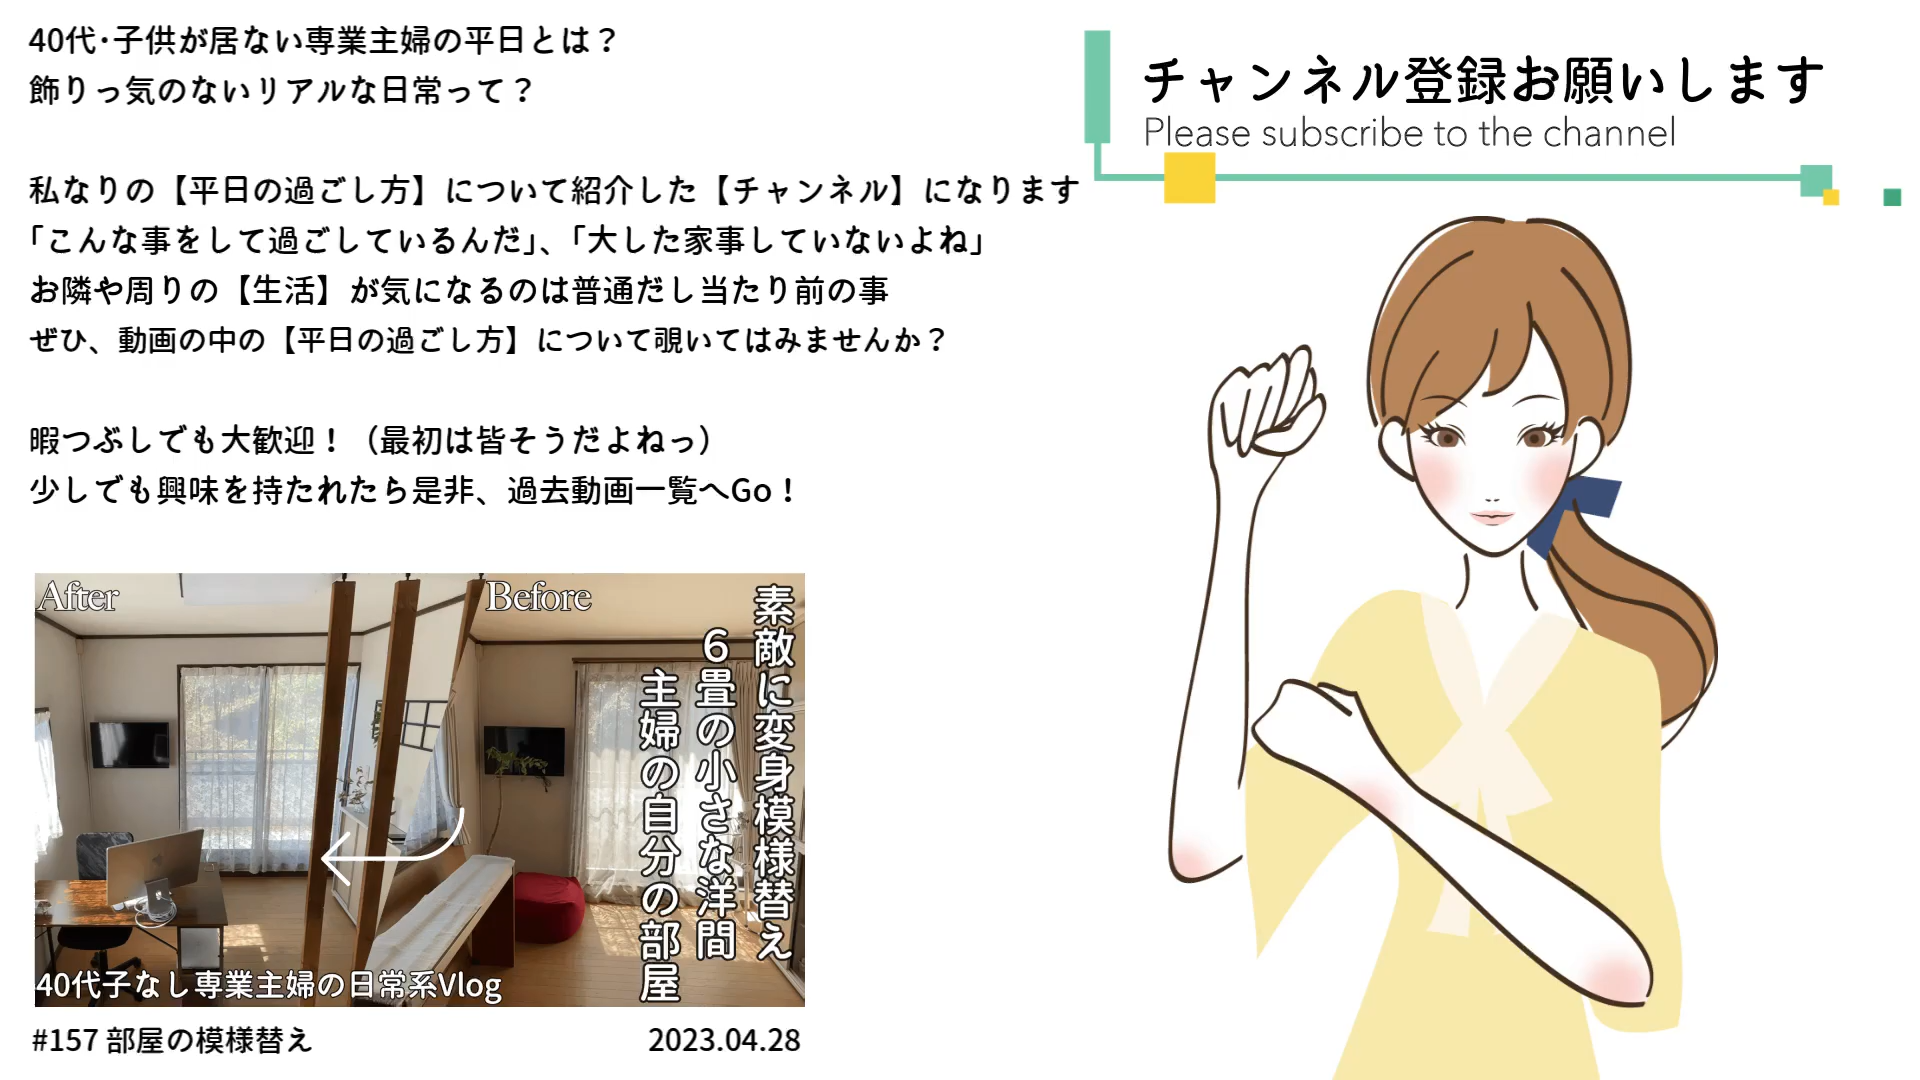 40代･子供が居ない専業主婦の平日とは？
飾りっ気のないリアルな日常って？
私なりの【平日の過ごし方】について紹介した【チャンネル】になります
「こんな事をして過ごしているんだ」、「大した家事していないよね」
お隣や周りの【生活】が気になるのは普通だし当たり前の事
ぜひ、動画の中の【平日の過ごし方】について覗いてはみませんか？
暇つぶしでも大歓迎！（最初は皆そうだよねっ）
少しでも興味を持たれたら是非、過去動画一覧へGo！
チャンネル登録お願いします
Please subscribe to the channel
After
Before
素敵に変身模様替え
６畳の小さな洋間
主婦の自分の部屋
40代子なし専業主婦の日常系Vlog
#157 部屋の模様替え
2023.04.28